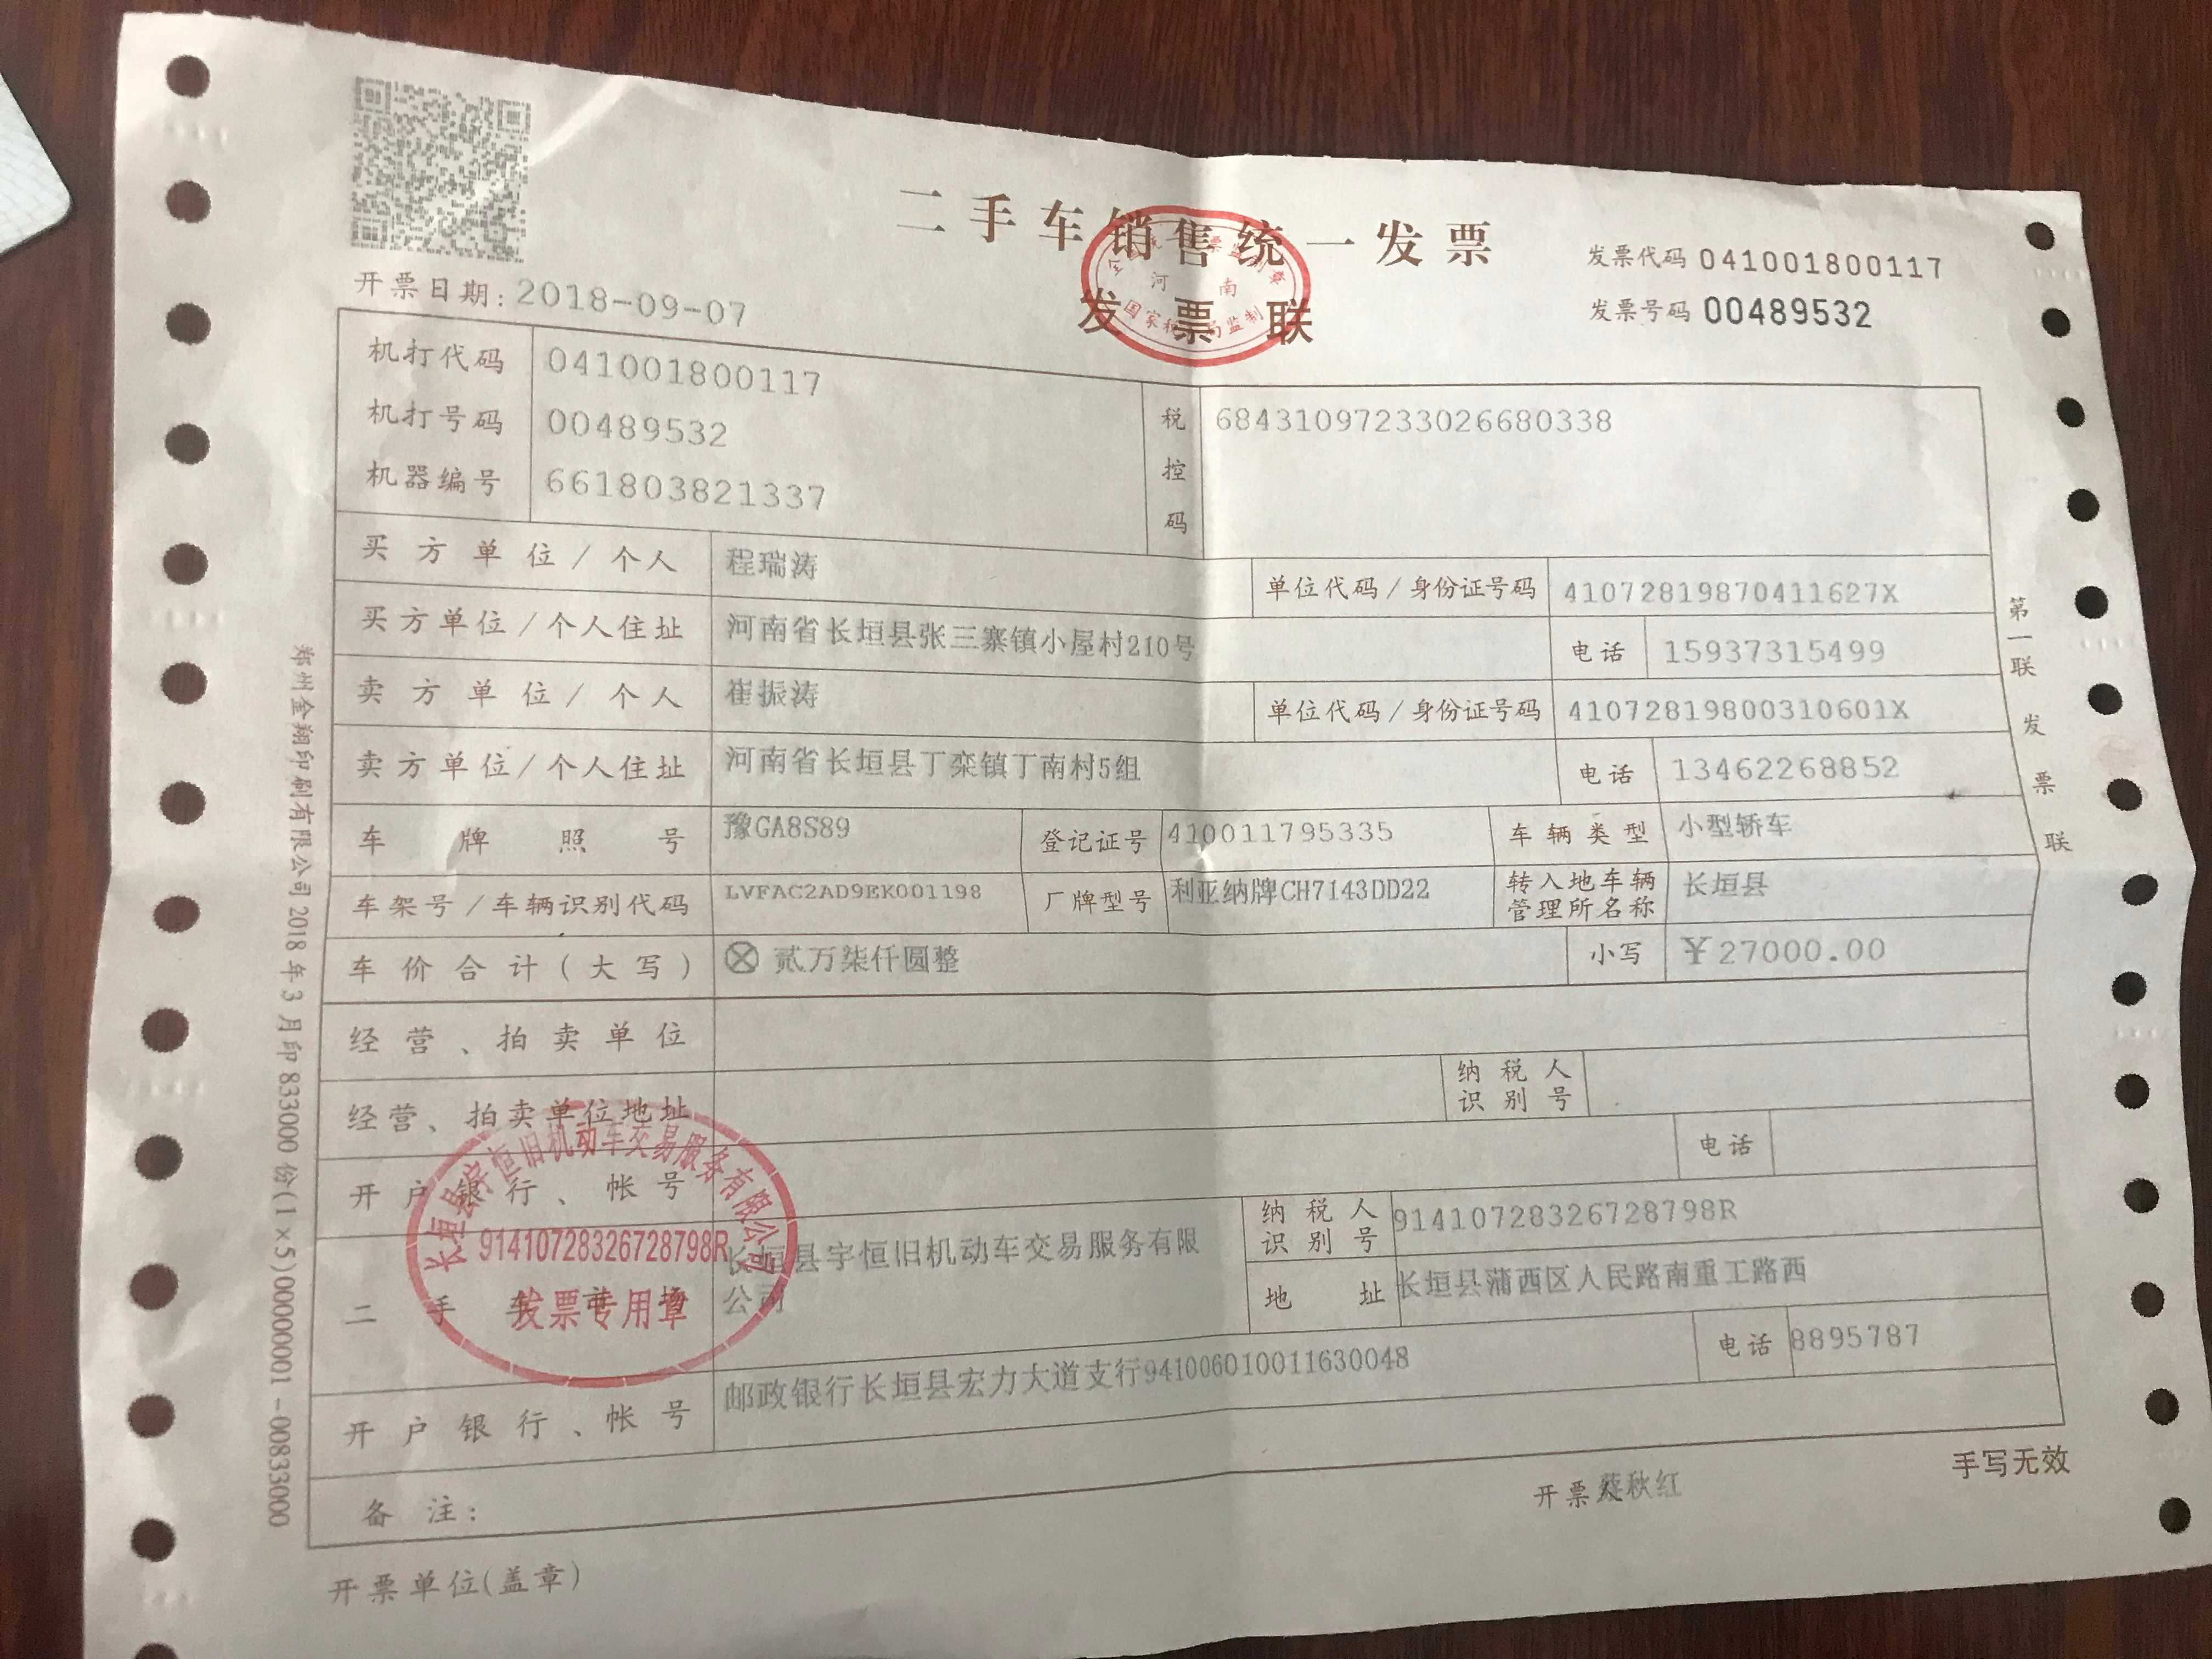 二手车销售统一发票
发票联
发票代码 041001800117
发票号码 00489532
开票日期: 2018-09-07
机打代码 041001800117
机打号码 00489532
机器编号 661803821337
税控码 68431097233026680338
买方单位/个人 程瑞涛 单位代码/身份证号码 41072819870411627X
买方单位/个人住址 河南省长垣县张三寨镇小屋村210号 电话 15937315499
卖方单位/个人 崔振涛 单位代码/身份证号码 41072819800310601X
卖方单位/个人住址 河南省长垣县丁栾镇丁南村5组 电话 13462268852
车牌照号 豫GA8S89 登记证号 410011795335 车辆类型 小型轿车
车架号/车辆识别代码 LVFAC2AD9EK001198 厂牌型号 利亚纳牌CH7143DD22 转入地车辆管理所名称 长垣县
车价合计(大写) ⊗ 贰万柒仟圆整 小写 ¥27000.00
经营、拍卖单位
经营、拍卖单位地址 纳税人识别号
开户银行、帐号 电话
二手车市场 长垣县宇恒旧机动车交易服务有限公司 纳税人识别号 91410728326728798R
地址 长垣县蒲西区人民路南重工路西
开户银行、帐号 邮政银行长垣县宏力大道支行941006010011630048 电话 8895787
备注:
开票单位(盖章)
开票 蔡秋红
手写无效
第一联 发票联
郑州金翔印刷有限公司2018年3月印833000份(1×5)00000001-00833000
河南
国家税务局监制
长垣县宇恒旧机动车交易服务有限公司
91410728326728798R
发票专用章